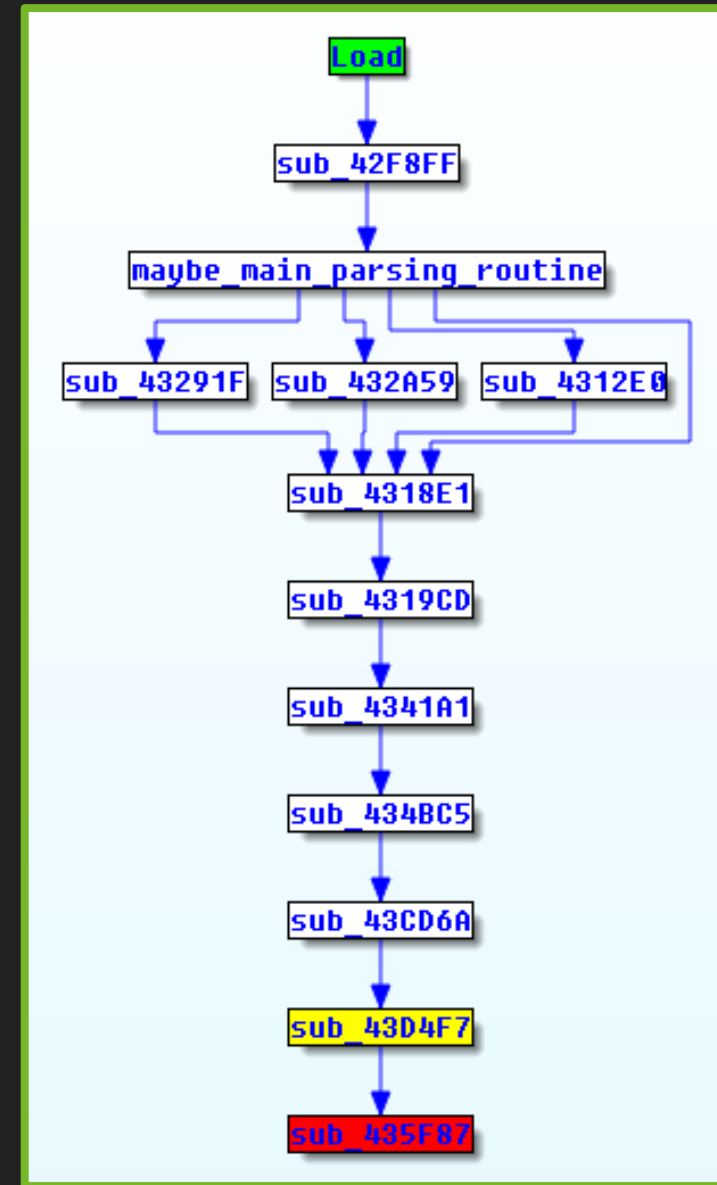 Load
sub_42F8FF
maybe_main_parsing_routine
sub_43291F sub_432A59 sub_4312E0
sub_4318E1
sub_4319CD
sub_4341A1
sub_434BC5
sub_43CD6A
sub_43D4F7
sub_435F87